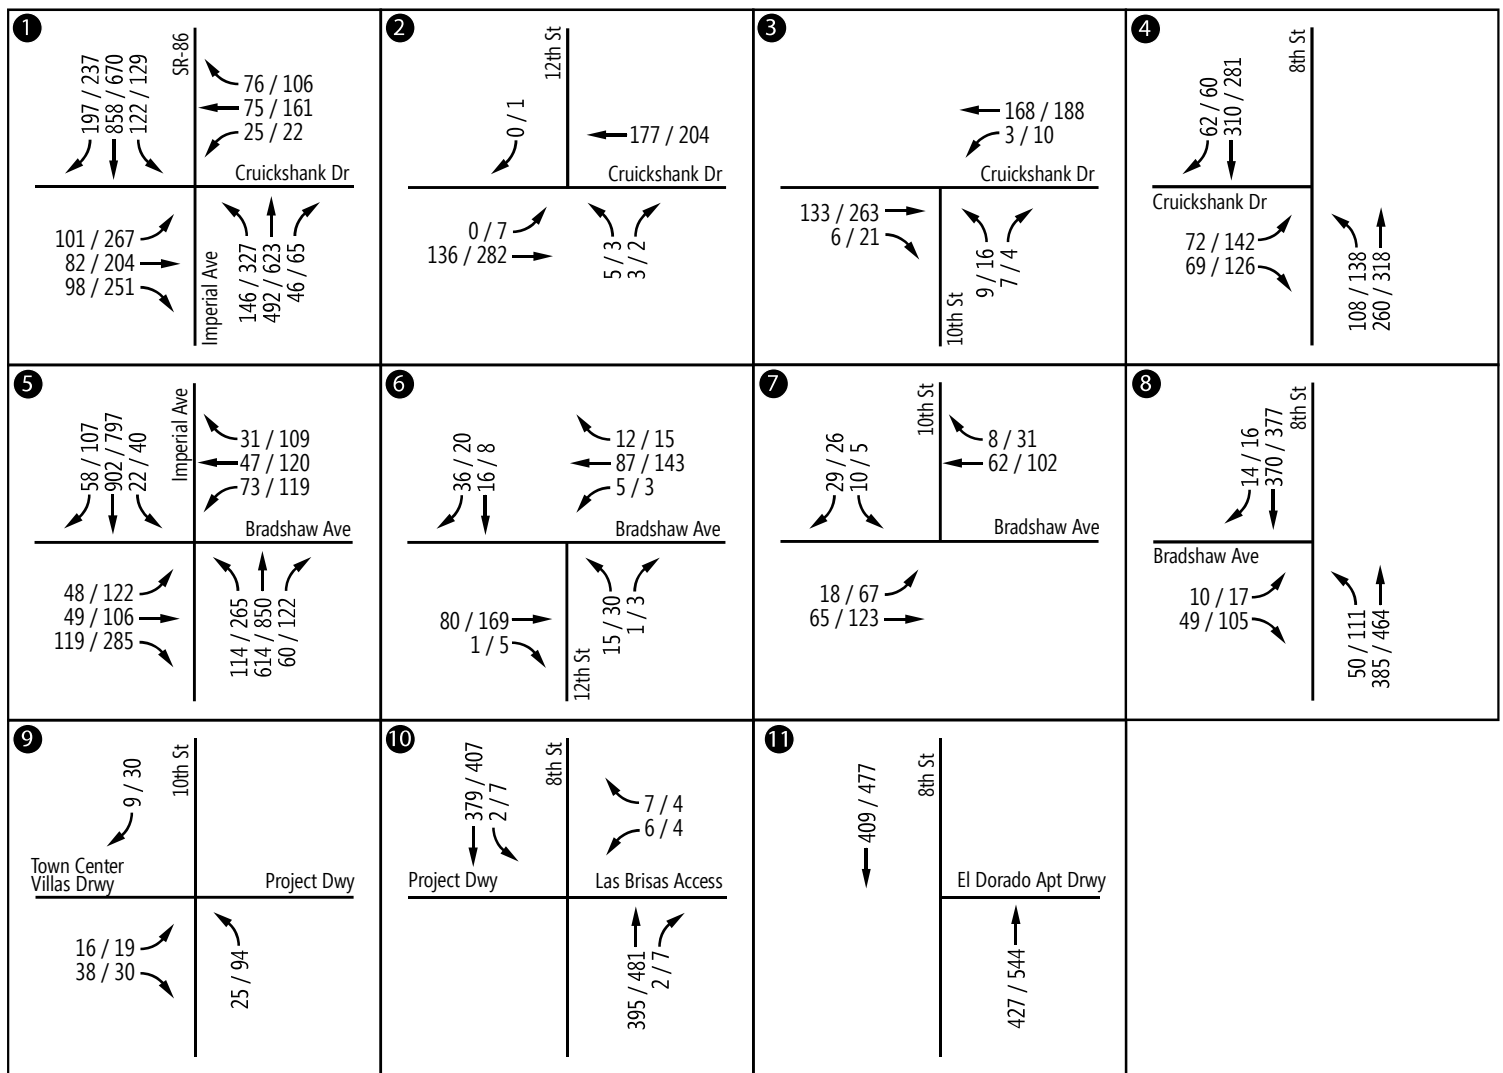 1
SR-86
197 / 237
858 / 670
122 / 129
76 / 106
75 / 161
25 / 22
Cruickshank Dr
101 / 267
82 / 204
98 / 251
Imperial Ave
146 / 327
492 / 623
46 / 65
2
12th St
0 / 1
177 / 204
Cruickshank Dr
0 / 7
136 / 282
5 / 3
3 / 2
3
168 / 188
3 / 10
Cruickshank Dr
133 / 263
6 / 21
10th St
9 / 16
7 / 4
4
8th St
62 / 60
310 / 281
Cruickshank Dr
72 / 142
69 / 126
108 / 138
260 / 318
5
Imperial Ave
58 / 107
902 / 797
22 / 40
31 / 109
47 / 120
73 / 119
Bradshaw Ave
48 / 122
49 / 106
119 / 285
114 / 265
614 / 850
60 / 122
6
36 / 20
16 / 8
12 / 15
87 / 143
5 / 3
Bradshaw Ave
80 / 169
1 / 5
12th St
15 / 30
1 / 3
7
10th St
29 / 26
10 / 5
8 / 31
62 / 102
Bradshaw Ave
18 / 67
65 / 123
8
8th St
14 / 16
370 / 377
Bradshaw Ave
10 / 17
49 / 105
50 / 111
385 / 464
9
10th St
9 / 30
Town Center
Villas Drwy
Project Dwy
16 / 19
38 / 30
25 / 94
10
8th St
379 / 407
2 / 7
7 / 4
6 / 4
Project Dwy
Las Brisas Access
395 / 481
2 / 7
11
8th St
409 / 477
El Dorado Apt Drwy
427 / 544